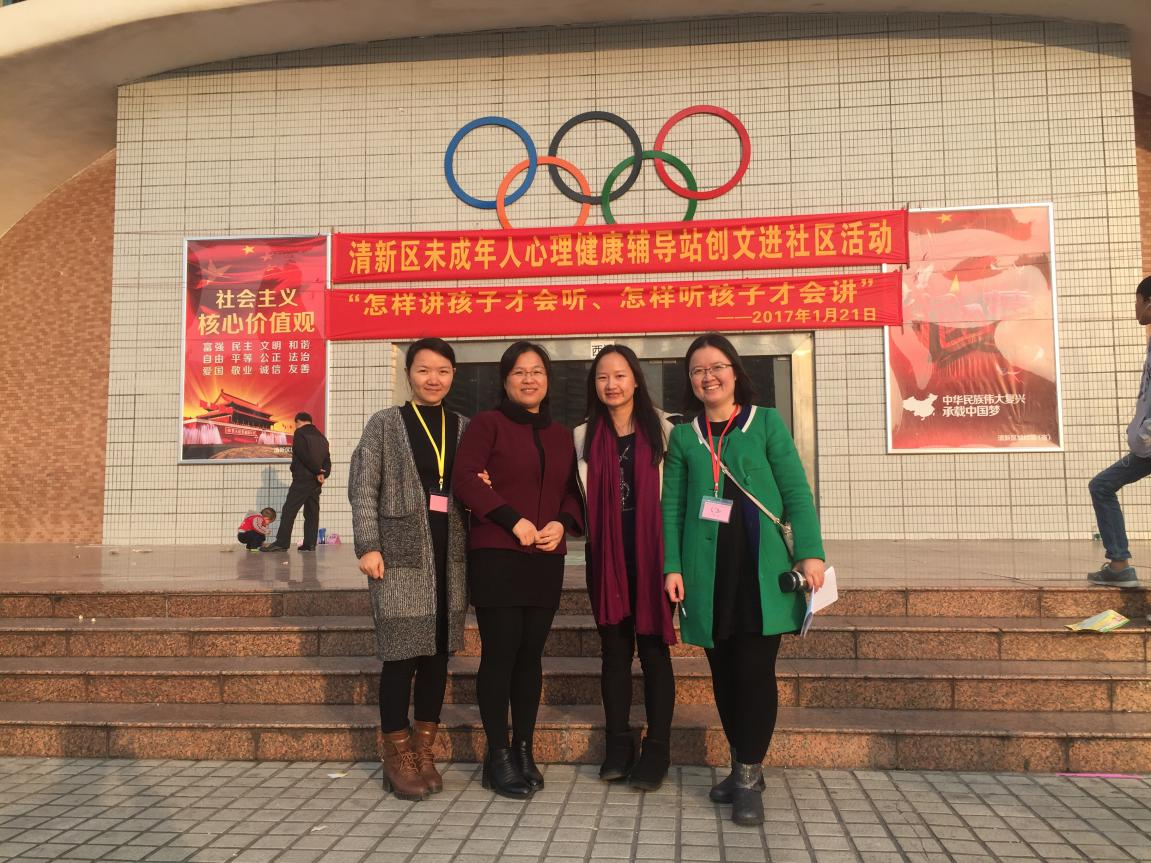 清新区未成年人心理健康辅导站创文进社区活动
“怎样讲孩子才会听、怎样听孩子才会讲”
——2017年1月21日
社会主义
核心价值观
富强 民主 文明 和谐
自由 平等 公正 法治
爱国 敬业 诚信 友善
中华民族伟大复兴
承载中国梦